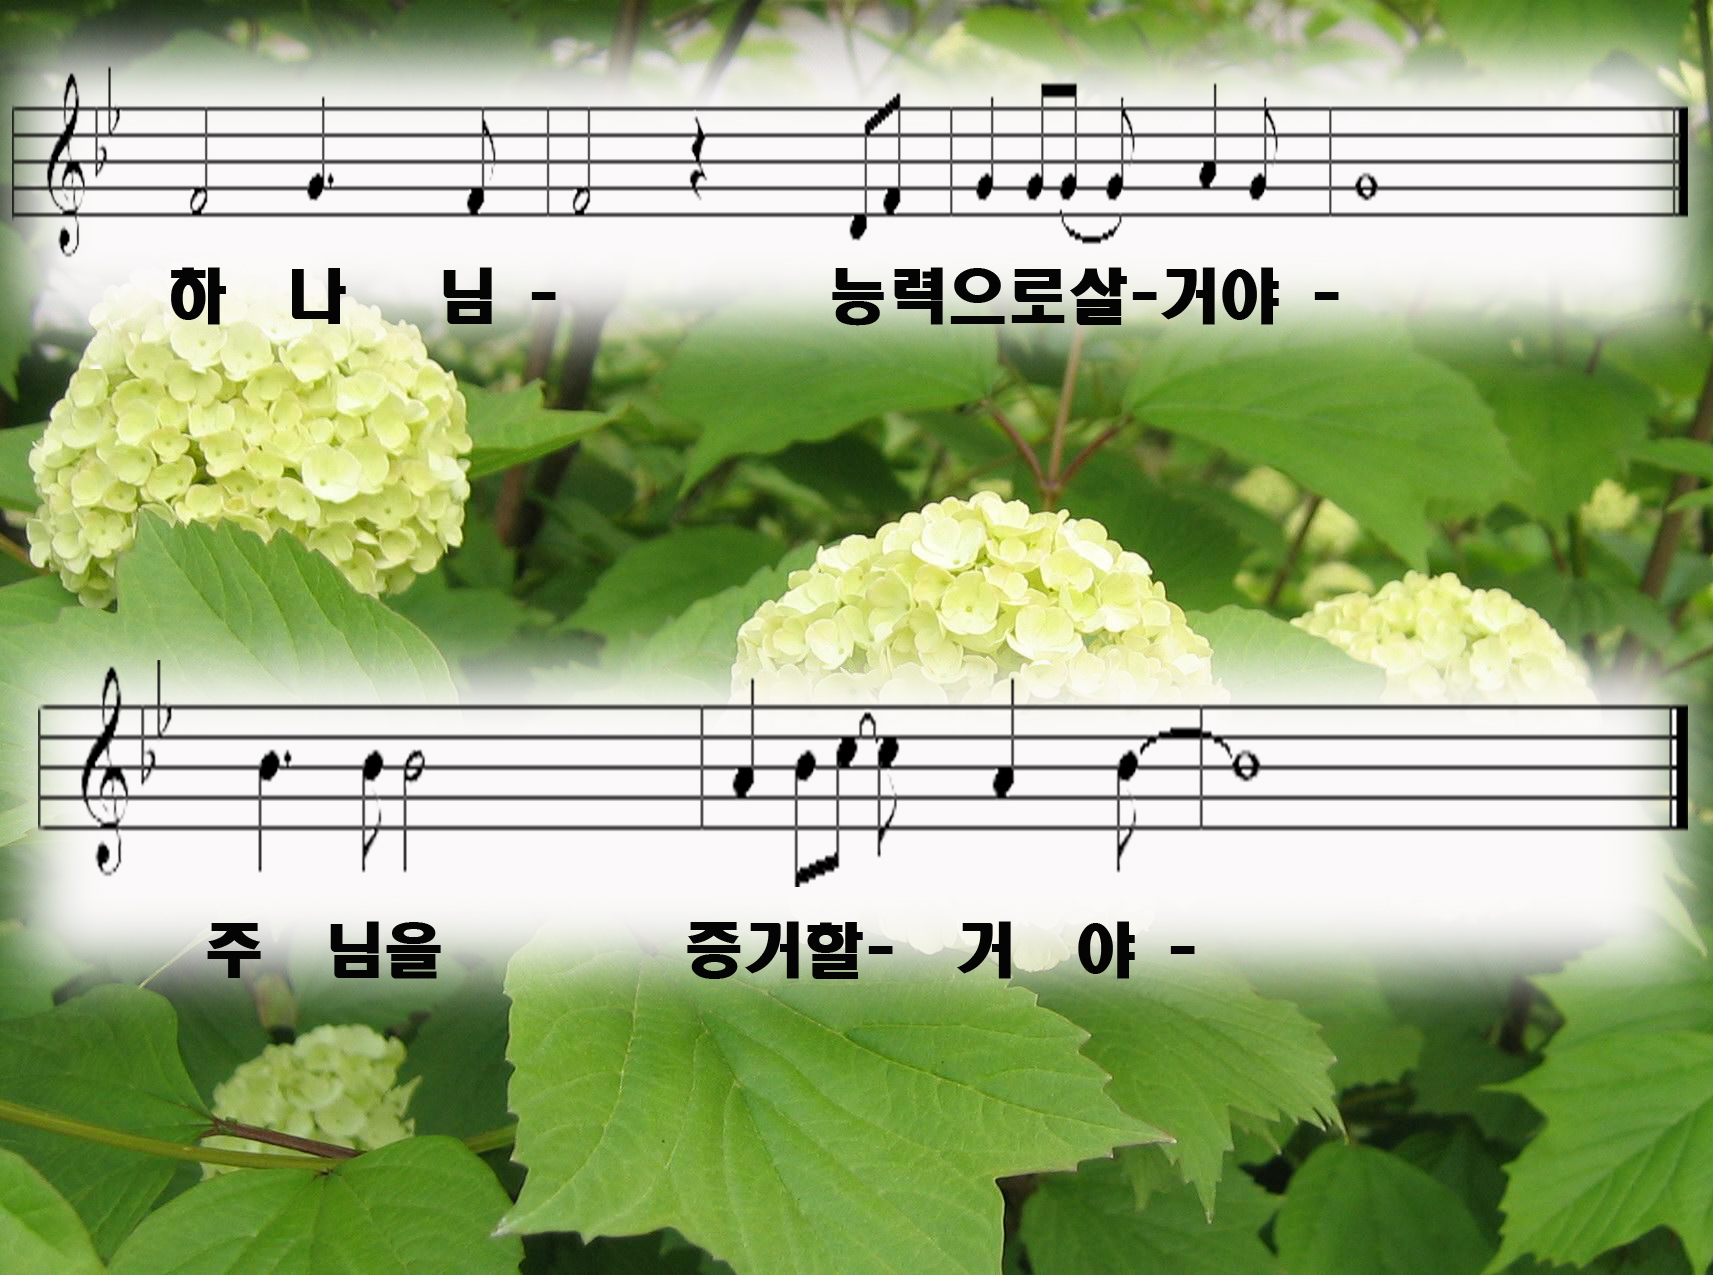 하 나 님 - 능력으로살-거야 -
주 님을 증거할- 거 야 -